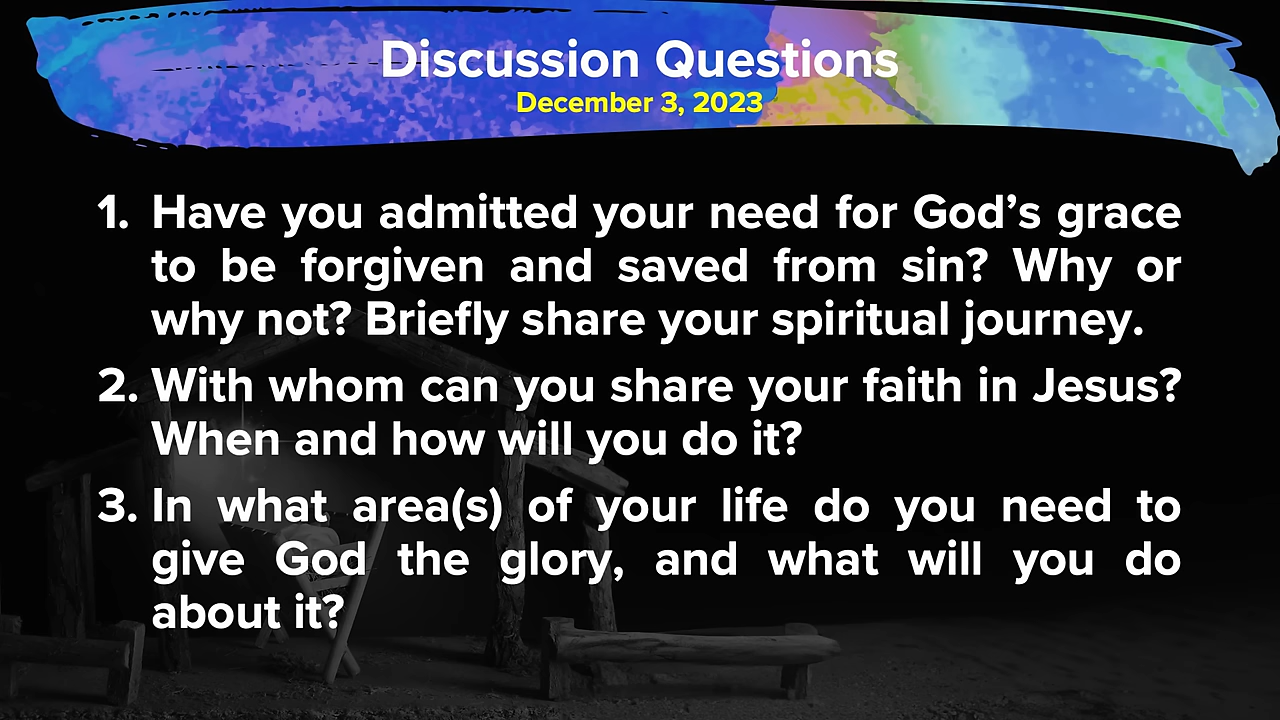 Discussion Questions
December 3, 2023
1. Have you admitted your need for God’s grace
to be forgiven and saved from sin? Why or
why not? Briefly share your spiritual journey.
2. With whom can you share your faith in Jesus?
When and how will you do it?
3. In what area(s) of your life do you need to
give God the glory, and what will you do
about it?